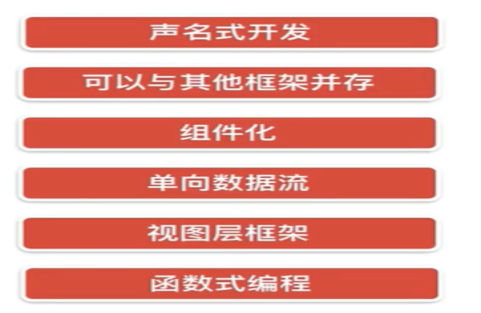 声名式开发
可以与其他框架并存
组件化
单向数据流
视图层框架
函数式编程